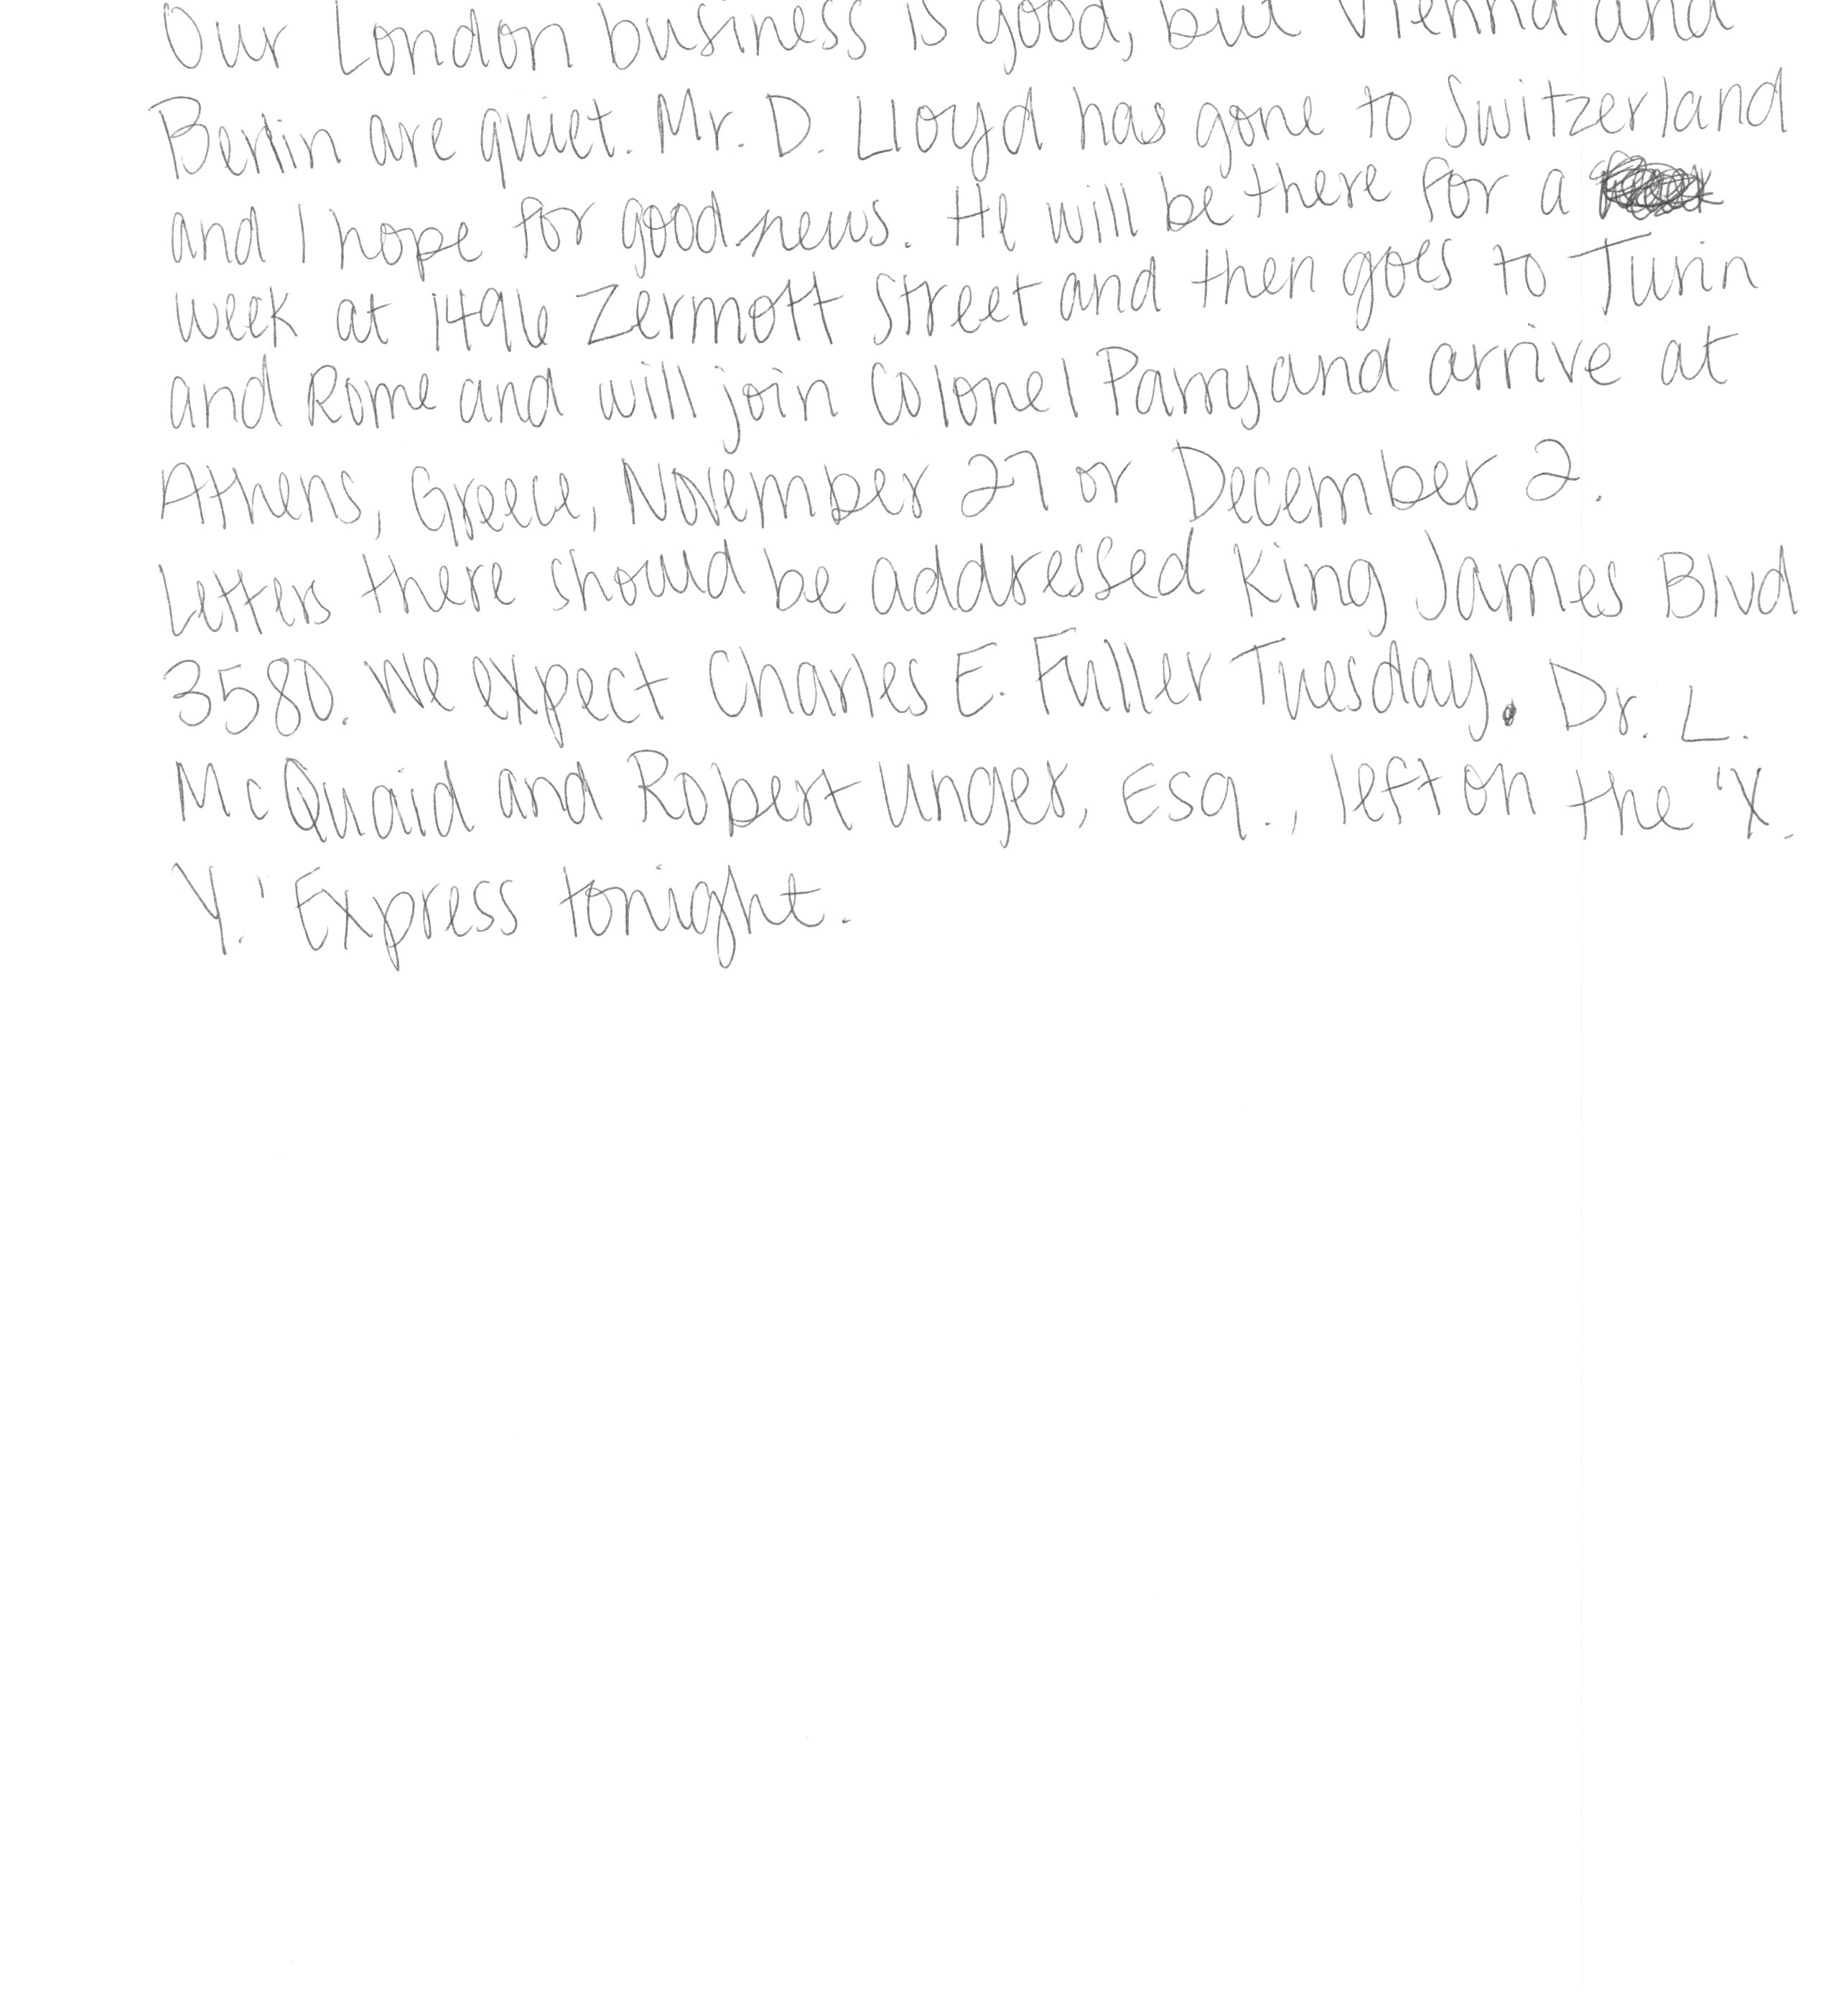 Our London business is good, but Vienna and
Berlin are quiet. Mr. D. Lloyd has gone to Switzerland
and I hope for good news. He will be there for a
week at 1496 Zermott Street and then goes to Turin
and Rome and will join Colonel Parry and arrive at
Athens, Greece, November 27 or December 2.
Letters there should be addressed King James Blvd
3580. We expect Charles E. Fuller Tuesday. Dr. L.
McQuaid and Robert Unger, Esq., left on the 'X.
Y.' Express tonight.